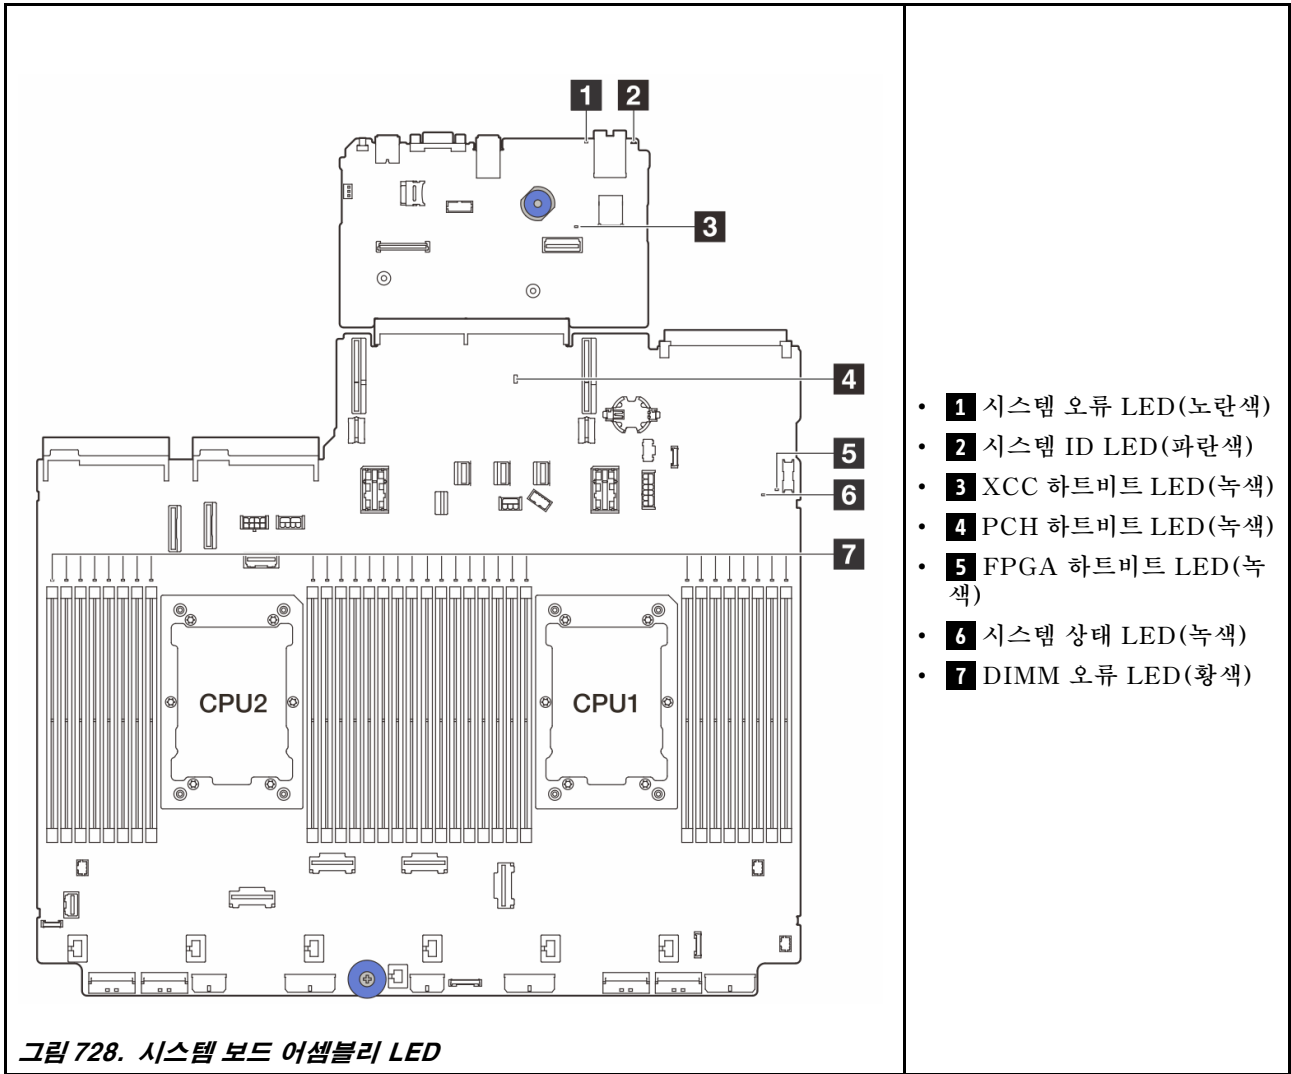 1 2
3
4
5
6
7
CPU2 CPU1
그림 728. 시스템 보드 어셈블리 LED
• 1 시스템 오류 LED(노란색)
• 2 시스템 ID LED(파란색)
• 3 XCC 하트비트 LED(녹색)
• 4 PCH 하트비트 LED(녹색)
• 5 FPGA 하트비트 LED(녹
색)
• 6 시스템 상태 LED(녹색)
• 7 DIMM 오류 LED(황색)